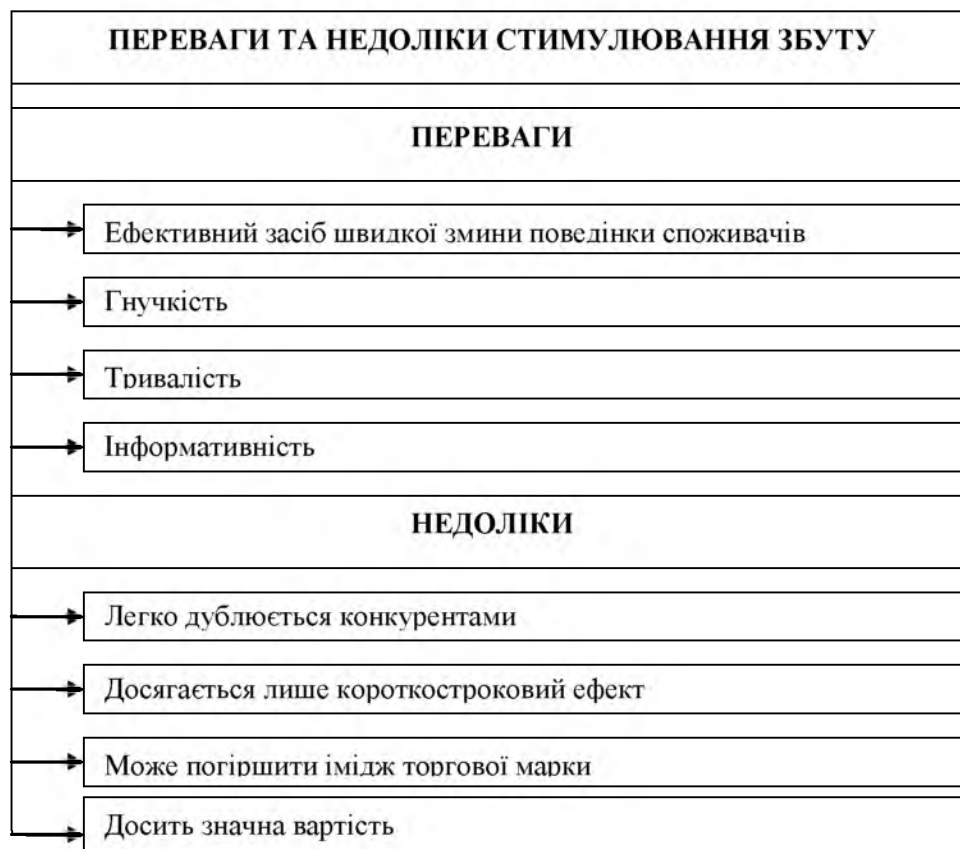 ПЕРЕВАГИ ТА НЕДОЛІКИ СТИМУЛЮВАННЯ ЗБУТУ
ПЕРЕВАГИ
Ефективний засіб швидкої зміни поведінки споживачів
Гнучкість
Тривалість
Інформативність
НЕДОЛІКИ
Легко дублюється конкурентами
Досягається лише короткостроковий ефект
Може погіршити імідж торгової марки
Досить значна вартість